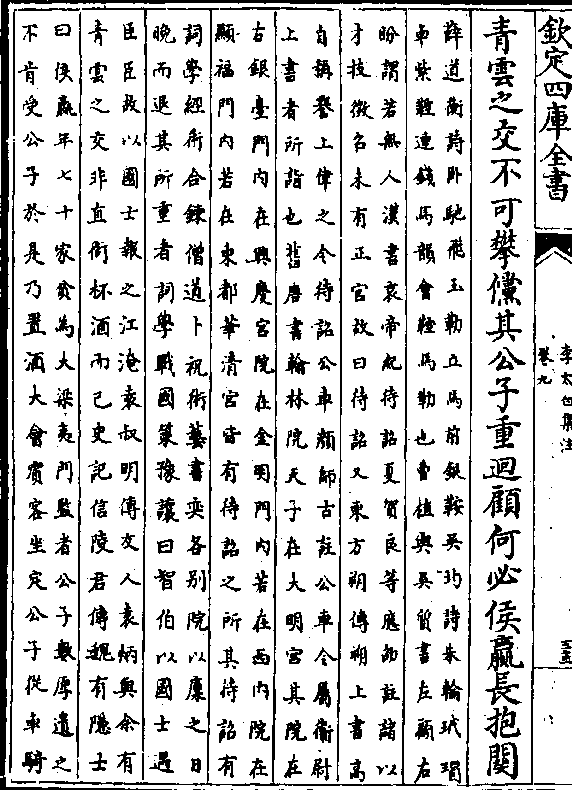 欽定四庫全書
李太白集注
卷九
青雲之交不可攀儻其公子重迴顧何必侯嬴長抱關
薛道衡詩卧馳飛玉勒立馬前銀鞍吳均詩朱輪玳瑁
車紫鞚連錢馬韻會鞚馬勒也曹植與吳質書左顧右
盼謂若無人漢書哀帝紀待詔夏賀良等應劭註諸以
才技徵召未有正官故曰待詔又東方朔傳朔上書高
自稱譽上偉之令待詔公車顔師古註公車令屬衞尉
上書者所詣也舊唐書翰林院天子在大明宮其院在
右銀臺門内在興慶宮院在金明門内若在西内院在
顯福門内若在東都華清宮皆有待詔之所其待詔有
詞學經術合鍊僧道卜祝術藝書奕各别院以廩之日
晚而退其所重者詞學戰國策豫讓曰智伯以國士遇
臣臣故以國士報之江淹袁叔明傳友人袁炳與余有
青雲之交非直銜杯酒而已史記信陵君傳魏有隱士
曰侯嬴年七十家貧為大梁夷門監者公子數厚遺之
不肯受公子於是乃置酒大會賓客坐定公子從車騎